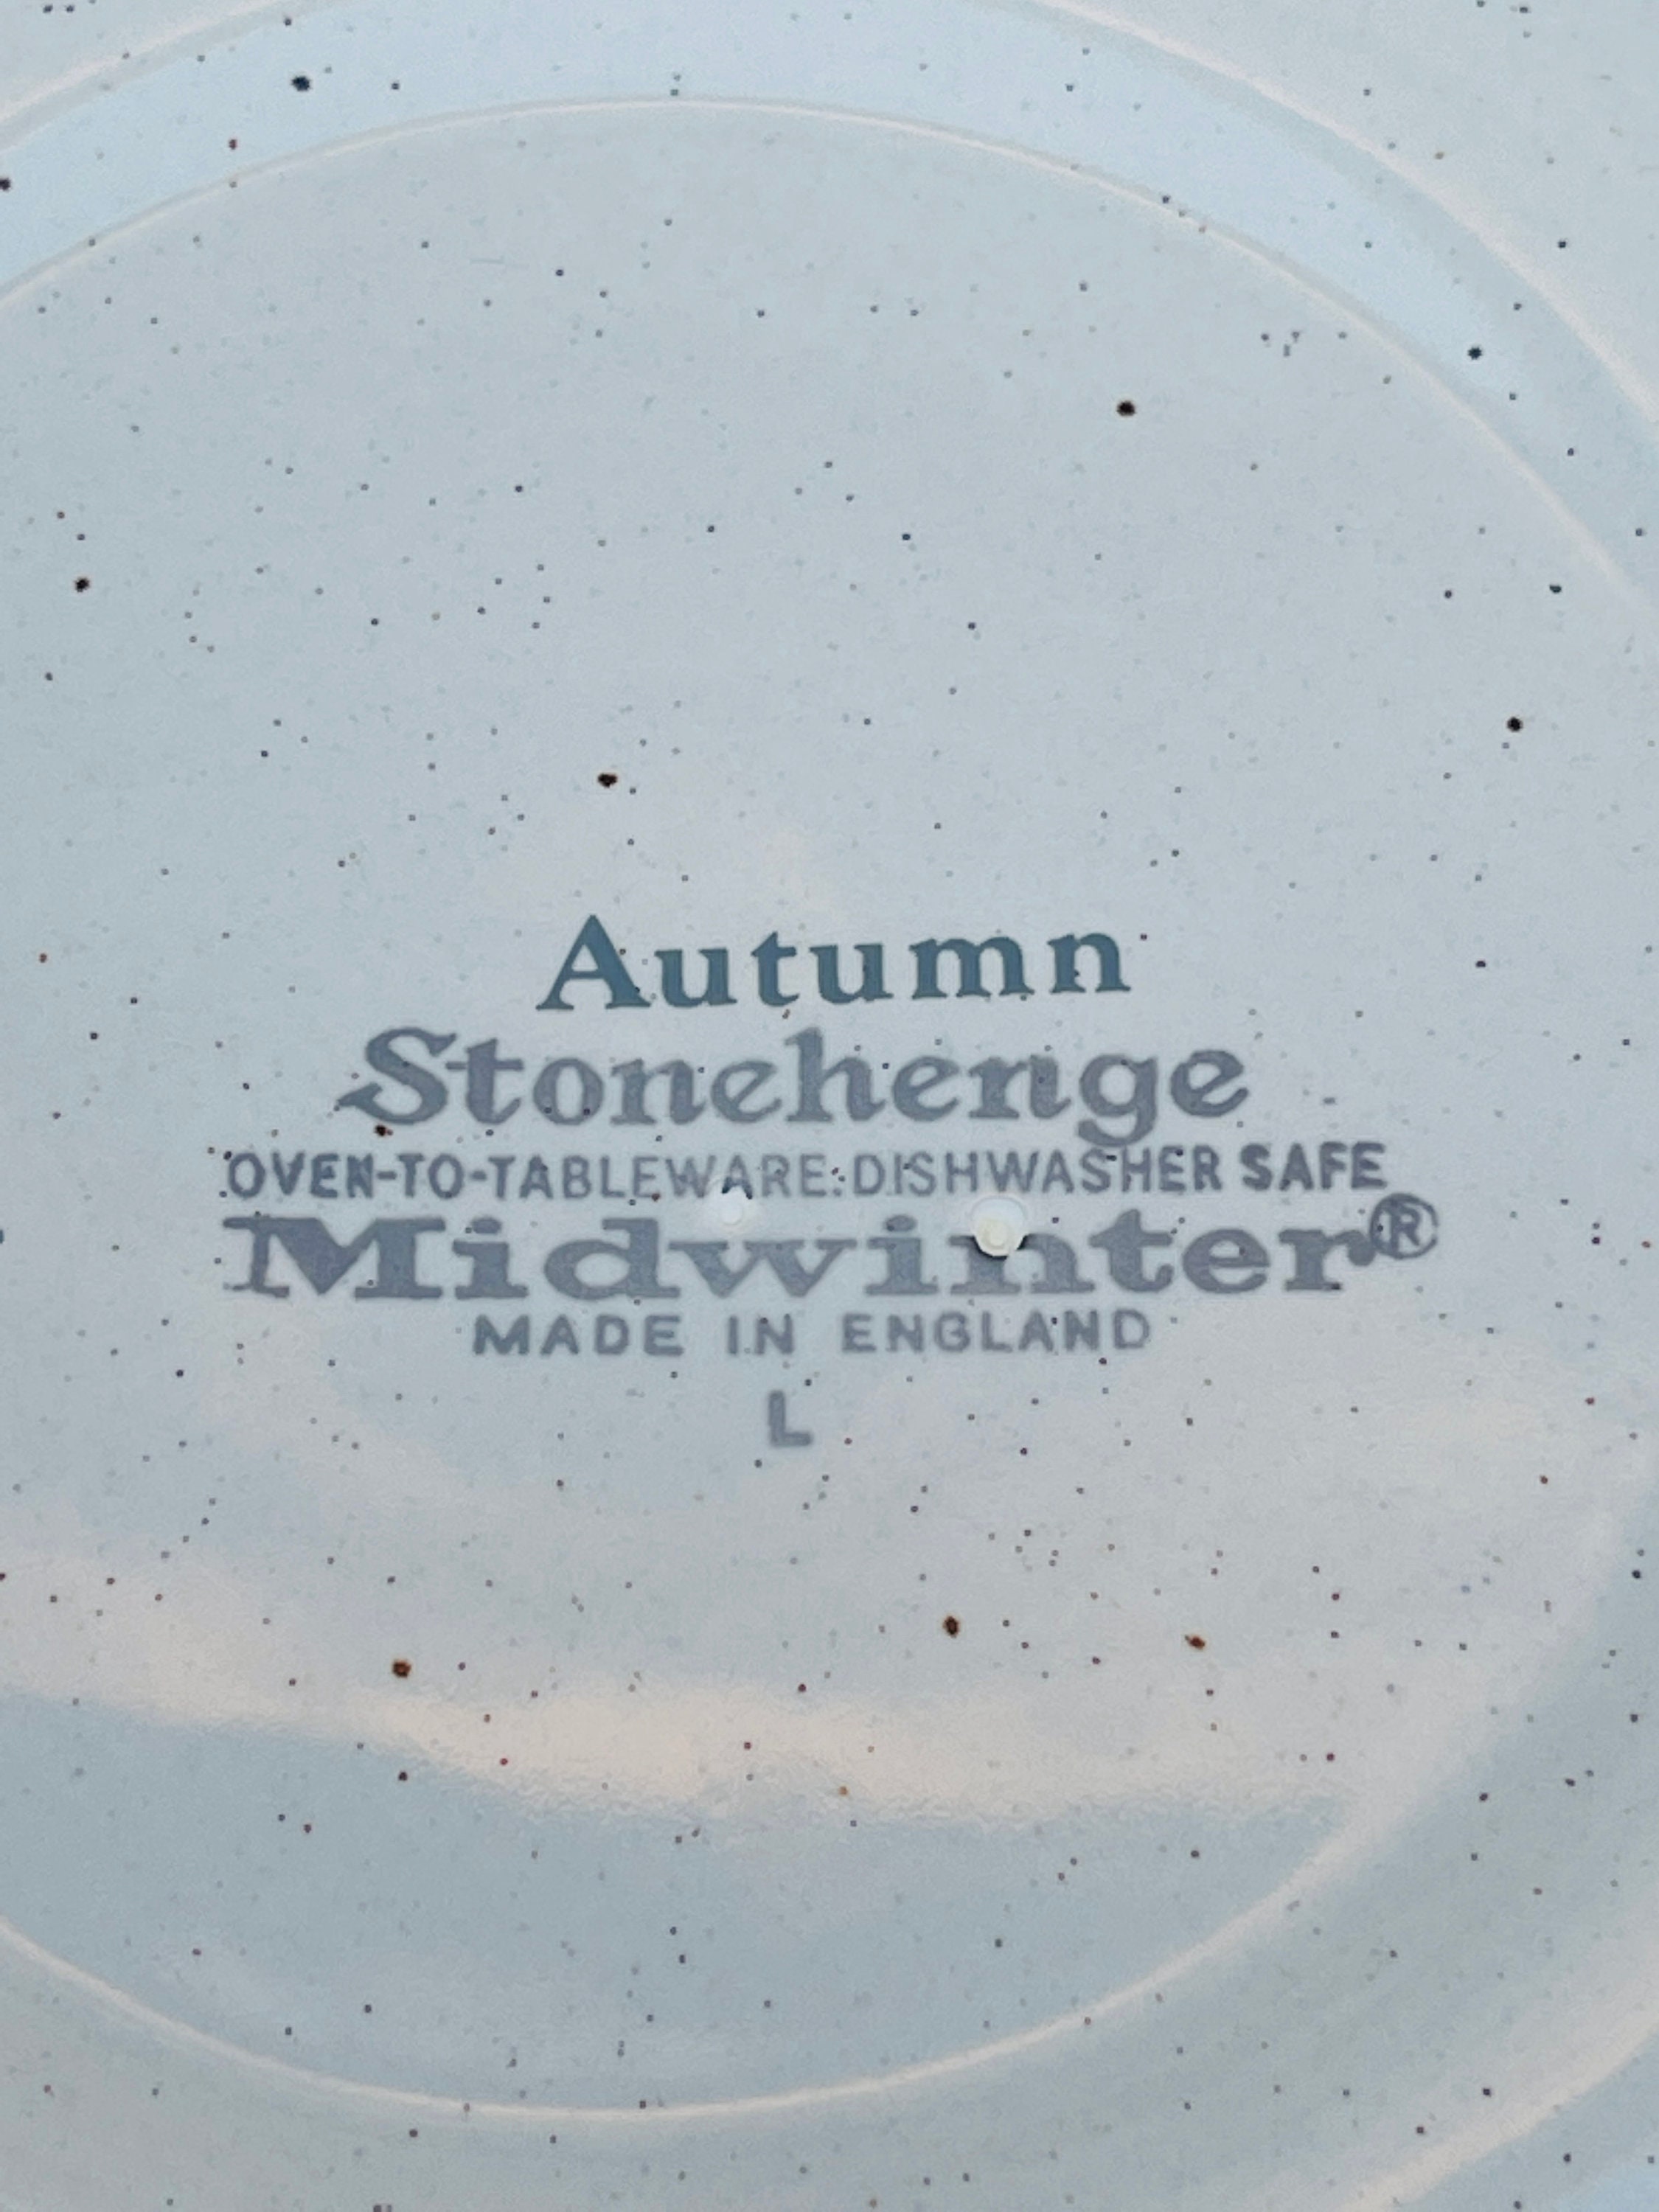 Autumn
Stonehenge
OVEN-TO-TABLEWARE:DISHWASHER SAFE
Midwinter®
MADE IN ENGLAND
L